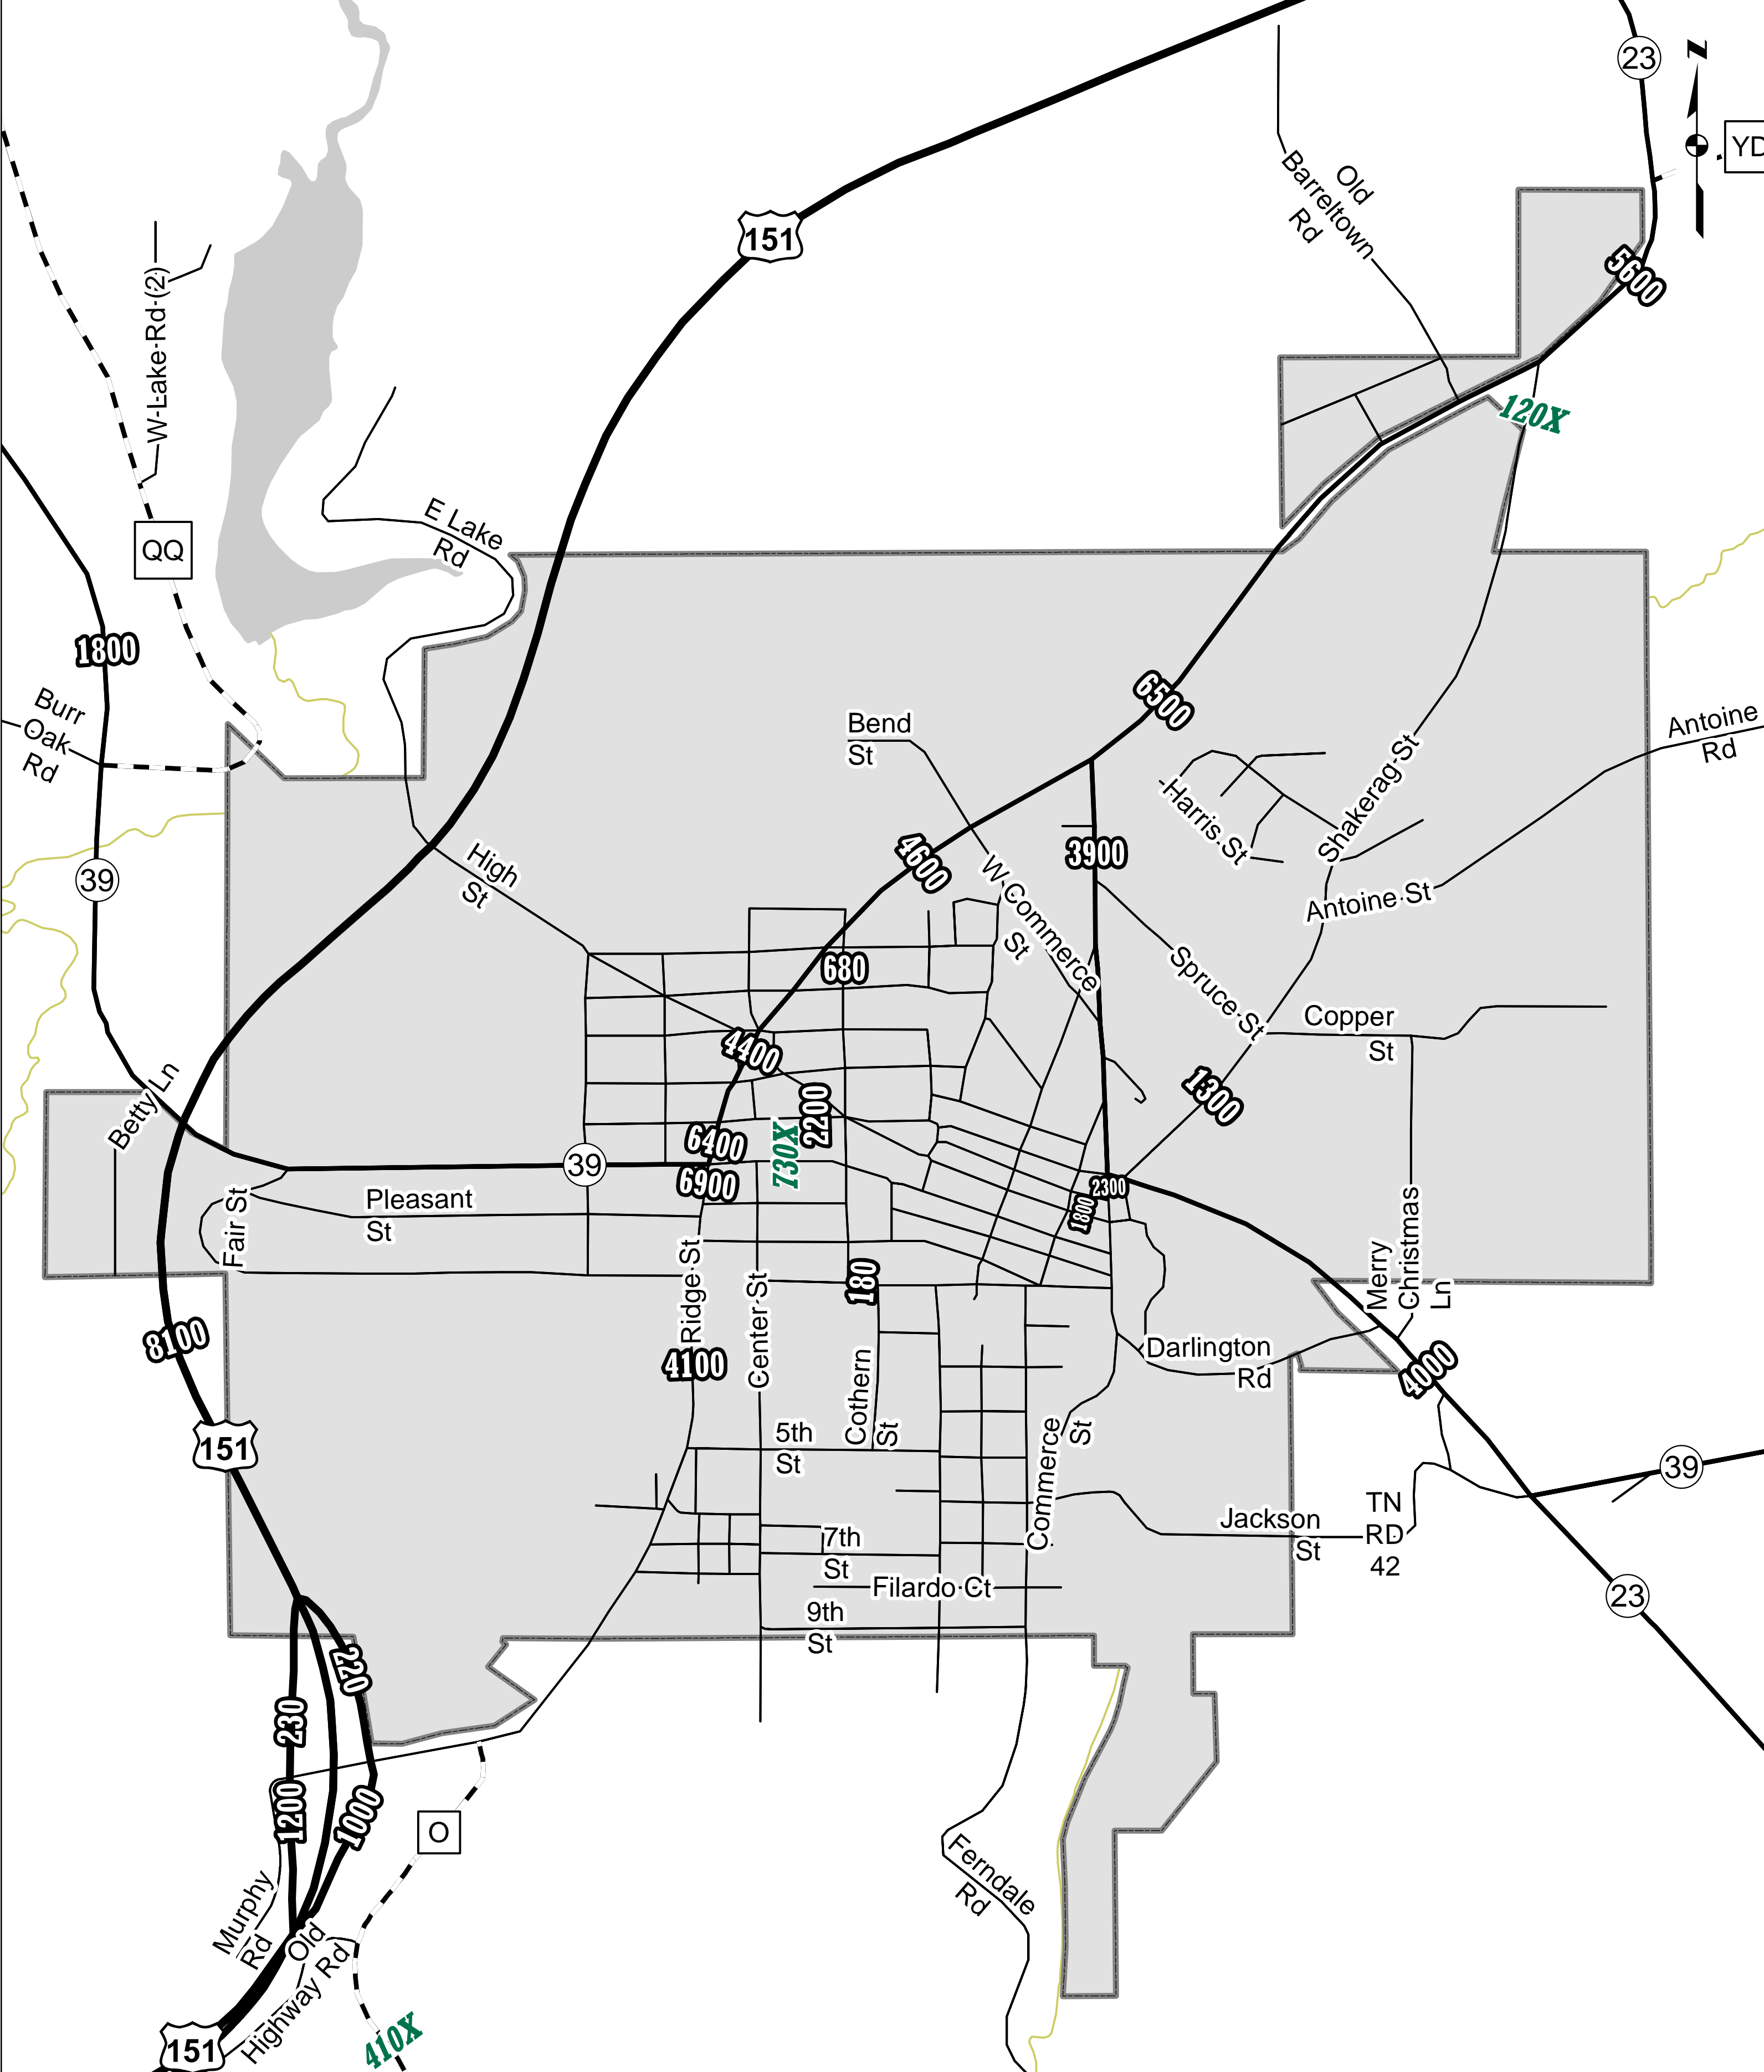 23
N
YD
Old
Barreltown
Rd
151
5600
W Lake Rd (2)
120X
E Lake
Rd
QQ
1800
Burr
Oak
Rd
6500
Bend
St
Antoine
Rd
Shakerag St
Harris St
3900
4600
High
St
39
W Commerce
St
Antoine St
680
Spruce St
Copper
St
4400
2200
1300
Betty Ln
6400
730X
39
6900
2300
1800
Pleasant
St
Fair St
Merry
Christmas
Ln
Ridge St
180
Center St
8100
4100
Darlington
Rd
4000
Cothern
St
151
5th
St
Commerce
St
39
Jackson
St
TN
RD
42
7th
St
Filardo Ct
23
9th
St
220
230
1200
1000
O
Ferndale
Rd
Murphy
Rd
Old
Highway Rd
151
410X